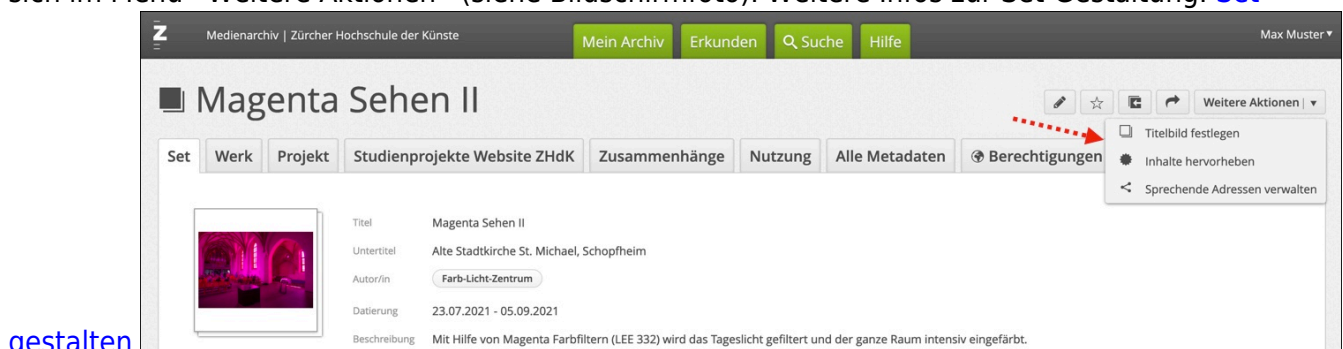 sich im Menü "Weitere Aktionen" (siehe Bildschirmfoto). Weitere Infos zur Set-Gestaltung: Set
Z Medienarchiv | Zürcher Hochschule der Künste Mein Archiv Erkunden Suche Hilfe Max Muster
Magenta Sehen II
Weitere Aktionen
Titelbild festlegen
Set Werk Projekt Studienprojekte Website ZHdK Zusammenhänge Nutzung Alle Metadaten Berechtigungen
Inhalte hervorheben
Sprechende Adressen verwalten
Titel Magenta Sehen II
Untertitel Alte Stadtkirche St. Michael, Schopfheim
Autor/in Farb-Licht-Zentrum
Datierung 23.07.2021 - 05.09.2021
Beschreibung Mit Hilfe von Magenta Farbfiltern (LEE 332) wird das Tageslicht gefiltert und der ganze Raum intensiv eingefärbt.
gestalten